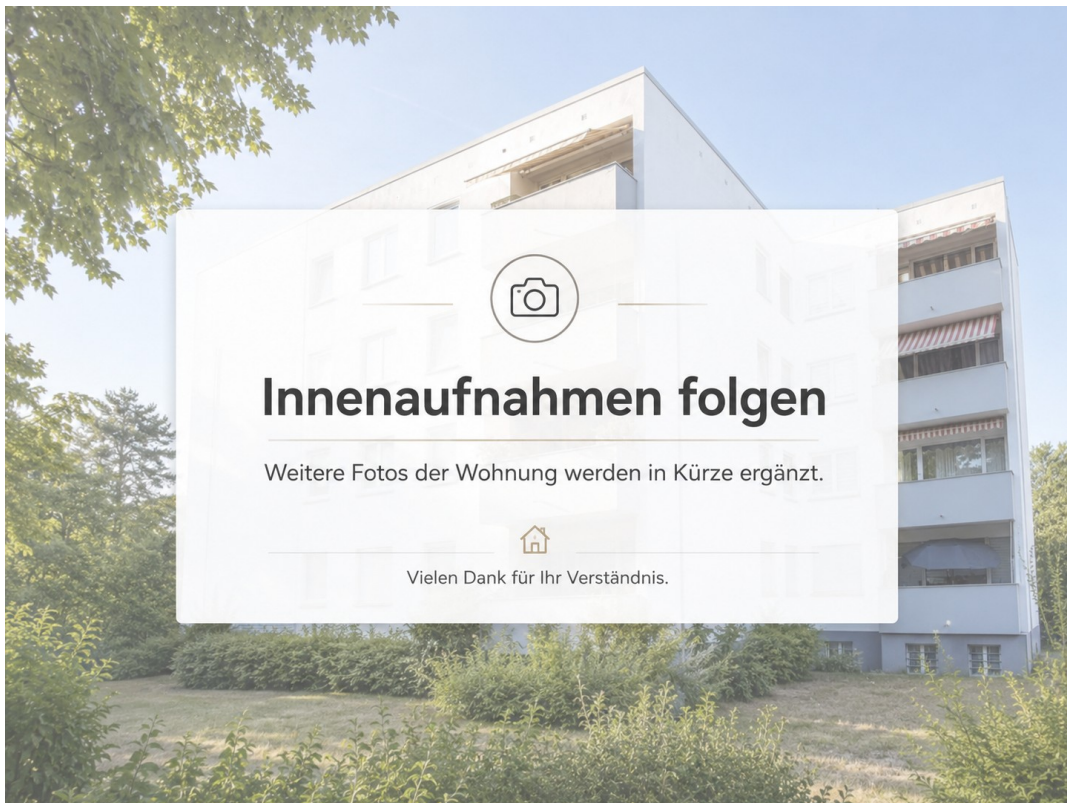 Innenaufnahmen folgen
Weitere Fotos der Wohnung werden in Kürze ergänzt.
Vielen Dank für Ihr Verständnis.